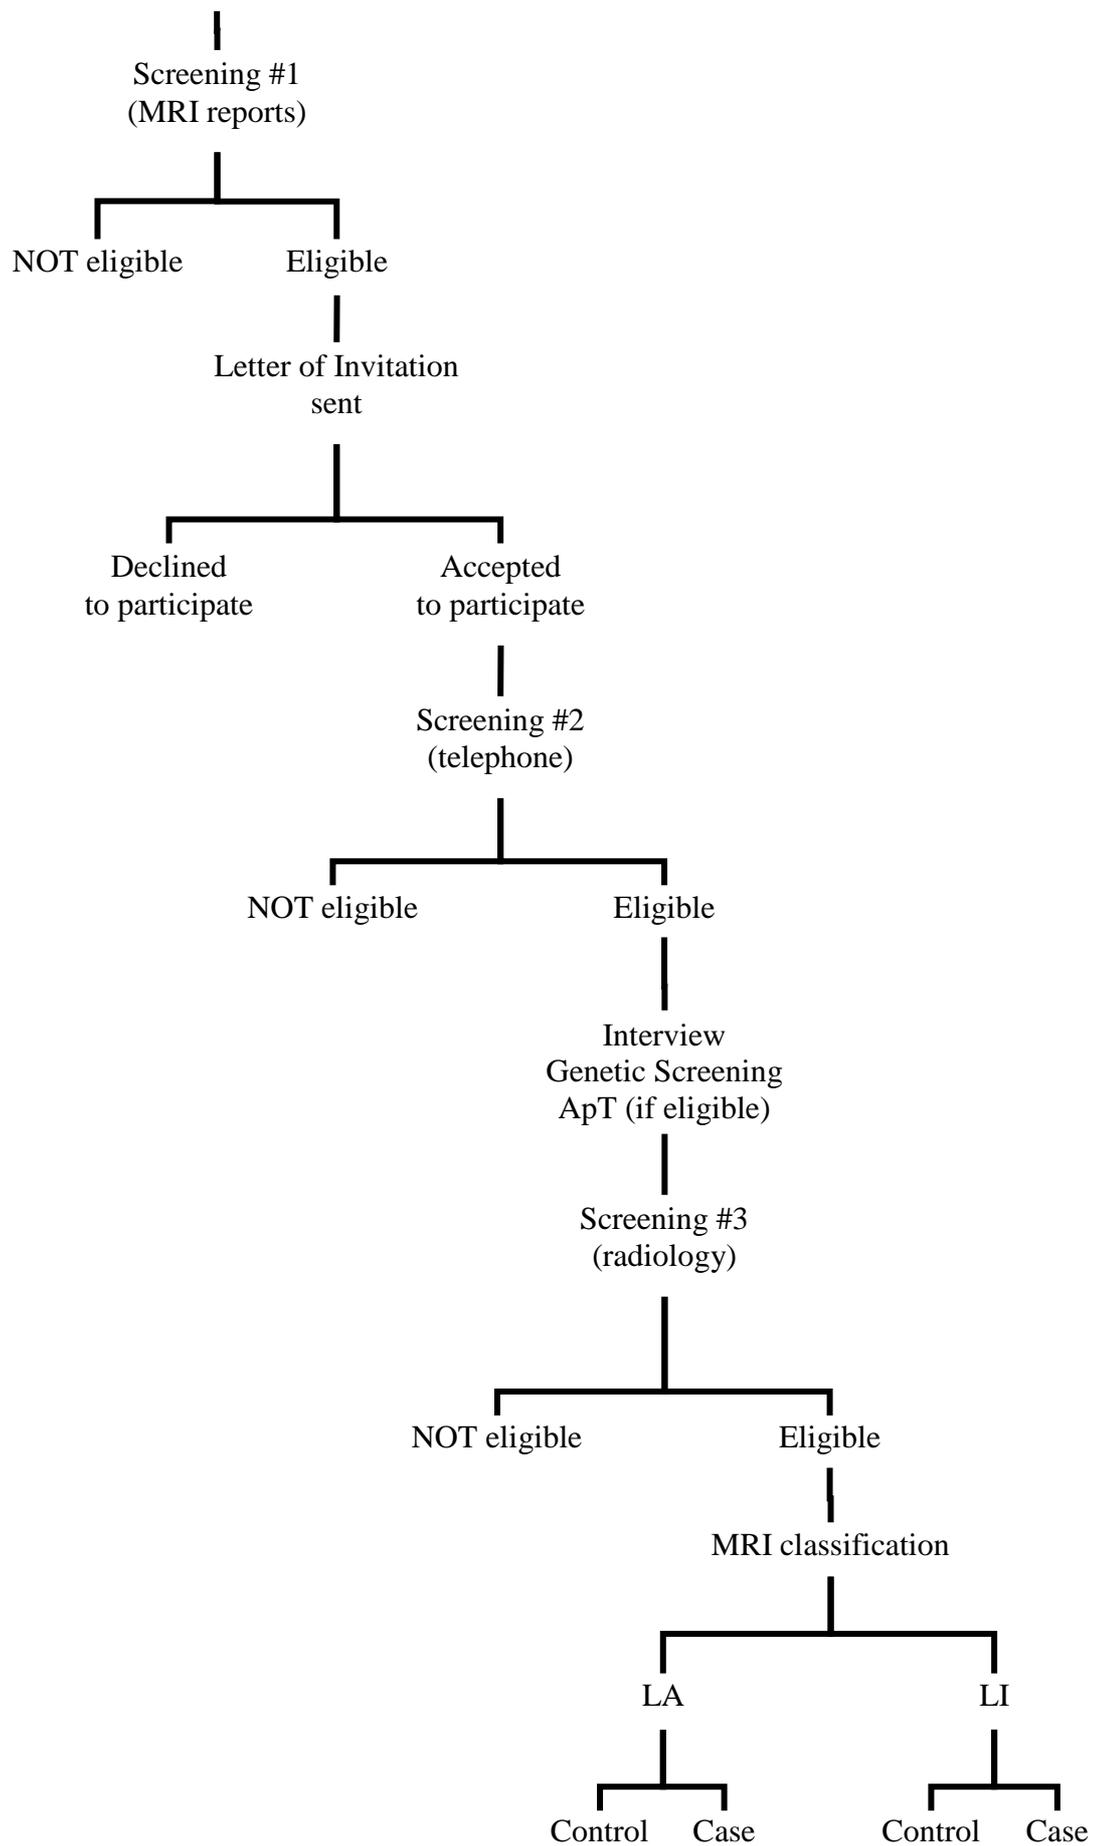 Screening #1
(MRI reports)
NOT eligible
Eligible
Letter of Invitation
sent
Declined
to participate
Accepted
to participate
Screening #2
(telephone)
NOT eligible
Eligible
Interview
Genetic Screening
ApT (if eligible)
Screening #3
(radiology)
NOT eligible
Eligible
MRI classification
LA
LI
Control
Case
Control
Case